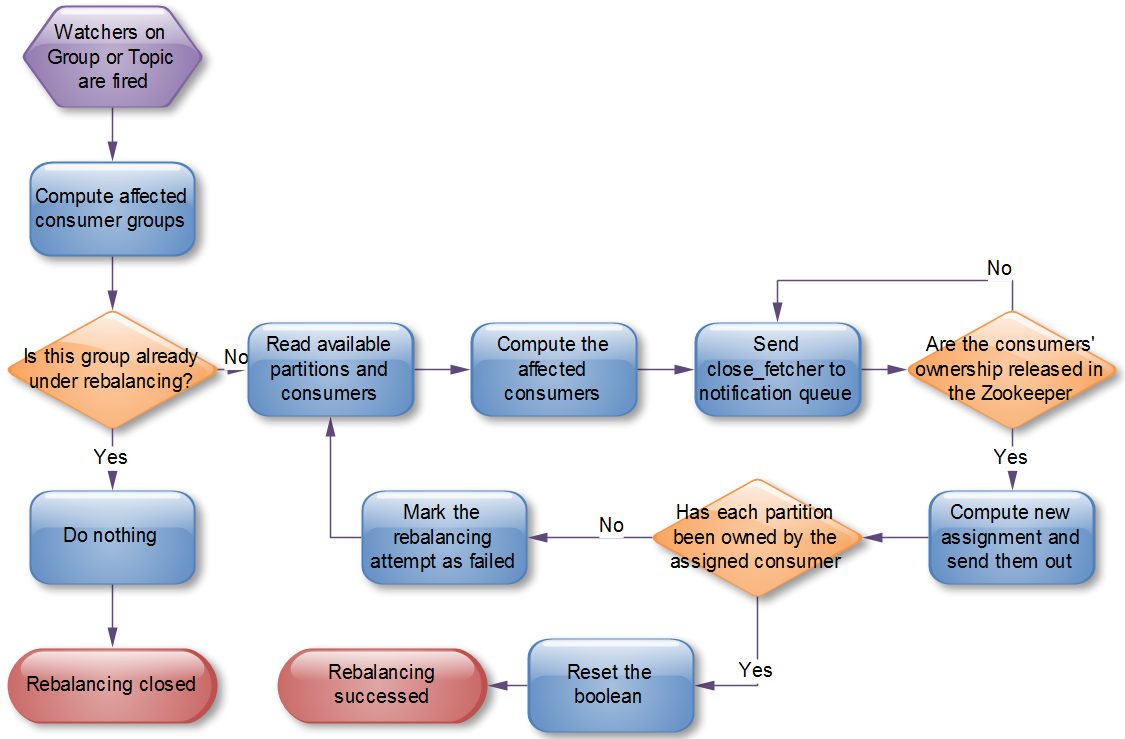 Watchers on
Group or Topic
are fired
Compute affected
consumer groups
Is this group already
under rebalancing?
No
Read available
partitions and
consumers
Compute the
affected
consumers
Send
close_fetcher to
notification queue
No
Are the consumers'
ownership released in
the Zookeeper
Yes
Yes
Do nothing
Mark the
rebalancing
attempt as failed
No
Has each partition
been owned by the
assigned consumer
Compute new
assignment and
send them out
Yes
Rebalancing closed
Rebalancing
successed
Reset the
boolean